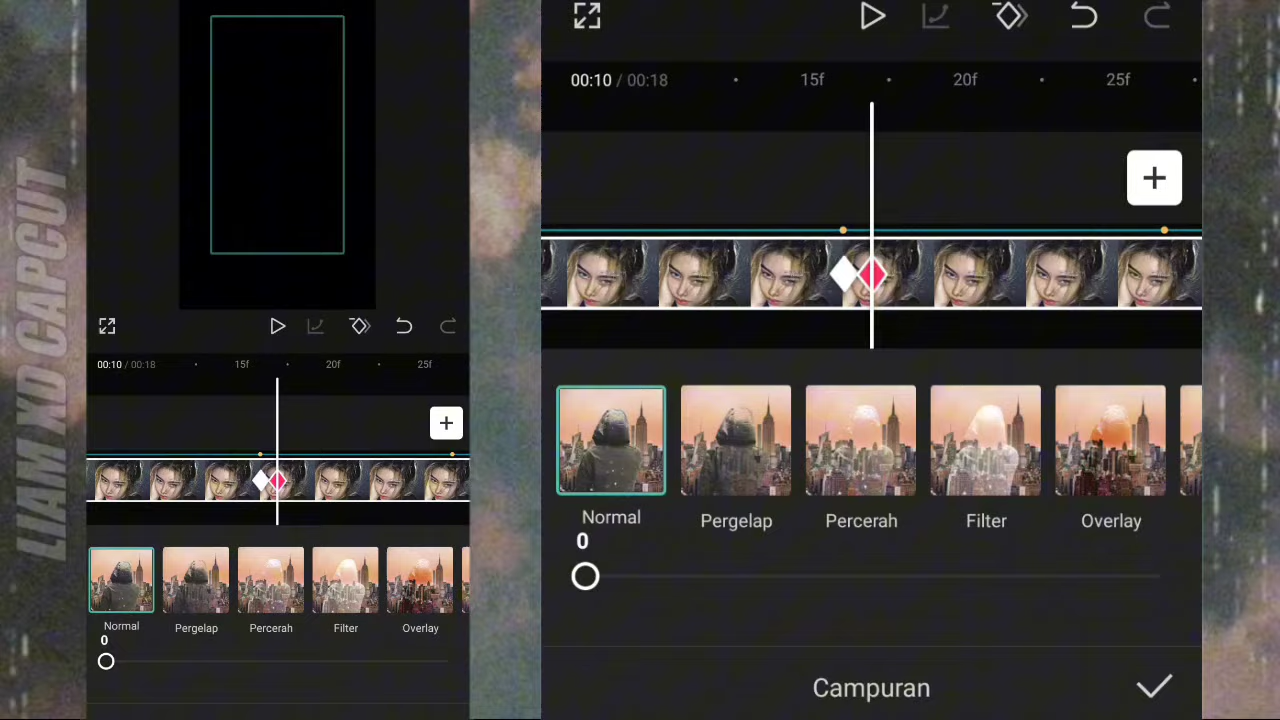 LIAM XD CAPCUT
00:10 / 00:18
15f
20f
25f
Normal
Pergelap
Percerah
Filter
Overlay
0
00:10 / 00:18
15f
20f
25f
Normal
Pergelap
Percerah
Filter
Overlay
0
Campuran